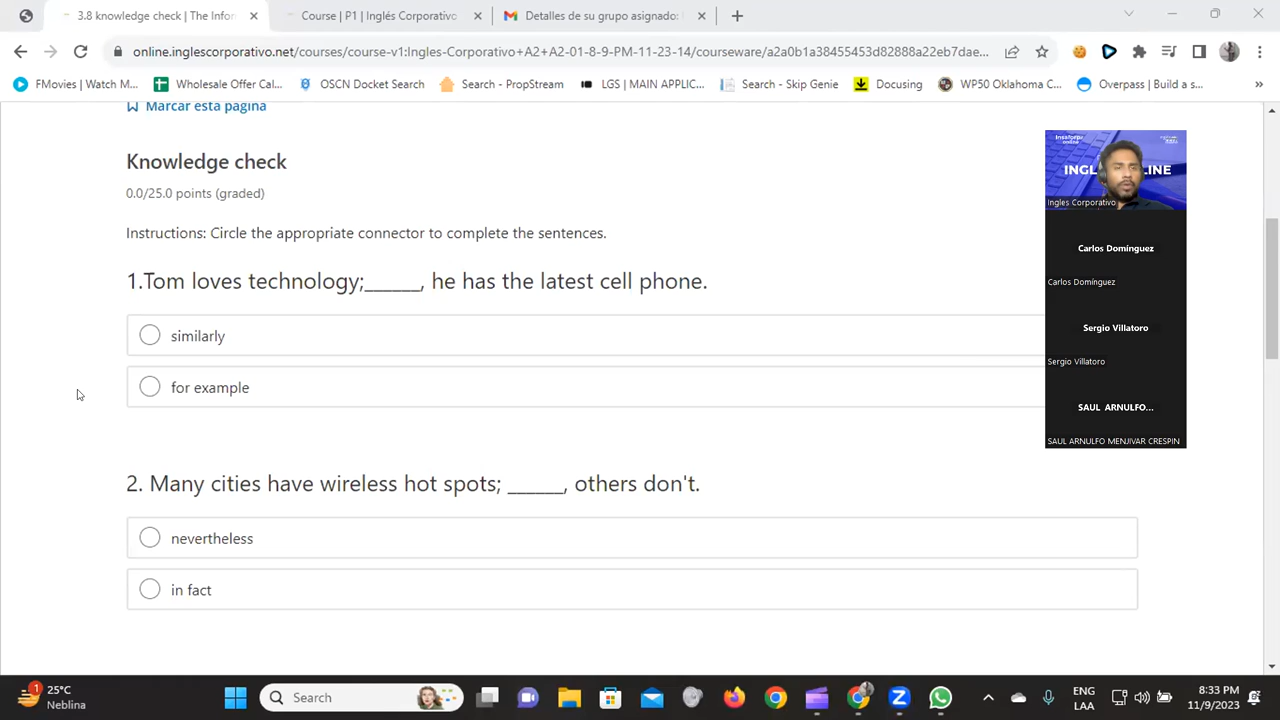 3.8 knowledge check | The Infor
Course | P1 | Inglés Corporativo
Detalles de su grupo asignado:
online.inglescorporativo.net/courses/course-v1:Ingles-Corporativo+A2+A2-01-8-9-PM-11-23-14/courseware/a2a0b1a38455453d82888a22eb7dae...
FMovies | Watch M...
Wholesale Offer Cal...
OSCN Docket Search
Search - PropStream
LGS | MAIN APPLIC...
Search - Skip Genie
Docusing
WP50 Oklahoma C...
Overpass | Build a s...
»
Marcar esta página
Knowledge check
0.0/25.0 points (graded)
Instructions: Circle the appropriate connector to complete the sentences.
1.Tom loves technology;______, he has the latest cell phone.
similarly
for example
2. Many cities have wireless hot spots; ______, others don't.
nevertheless
in fact
Ingles Corporativo
Carlos Domínguez
Carlos Domínguez
Sergio Villatoro
Sergio Villatoro
SAUL ARNULFO...
SAUL ARNULFO MENJIVAR CRESPIN
1
25°C
Neblina
Search
ENG
LAA
8:33 PM
11/9/2023